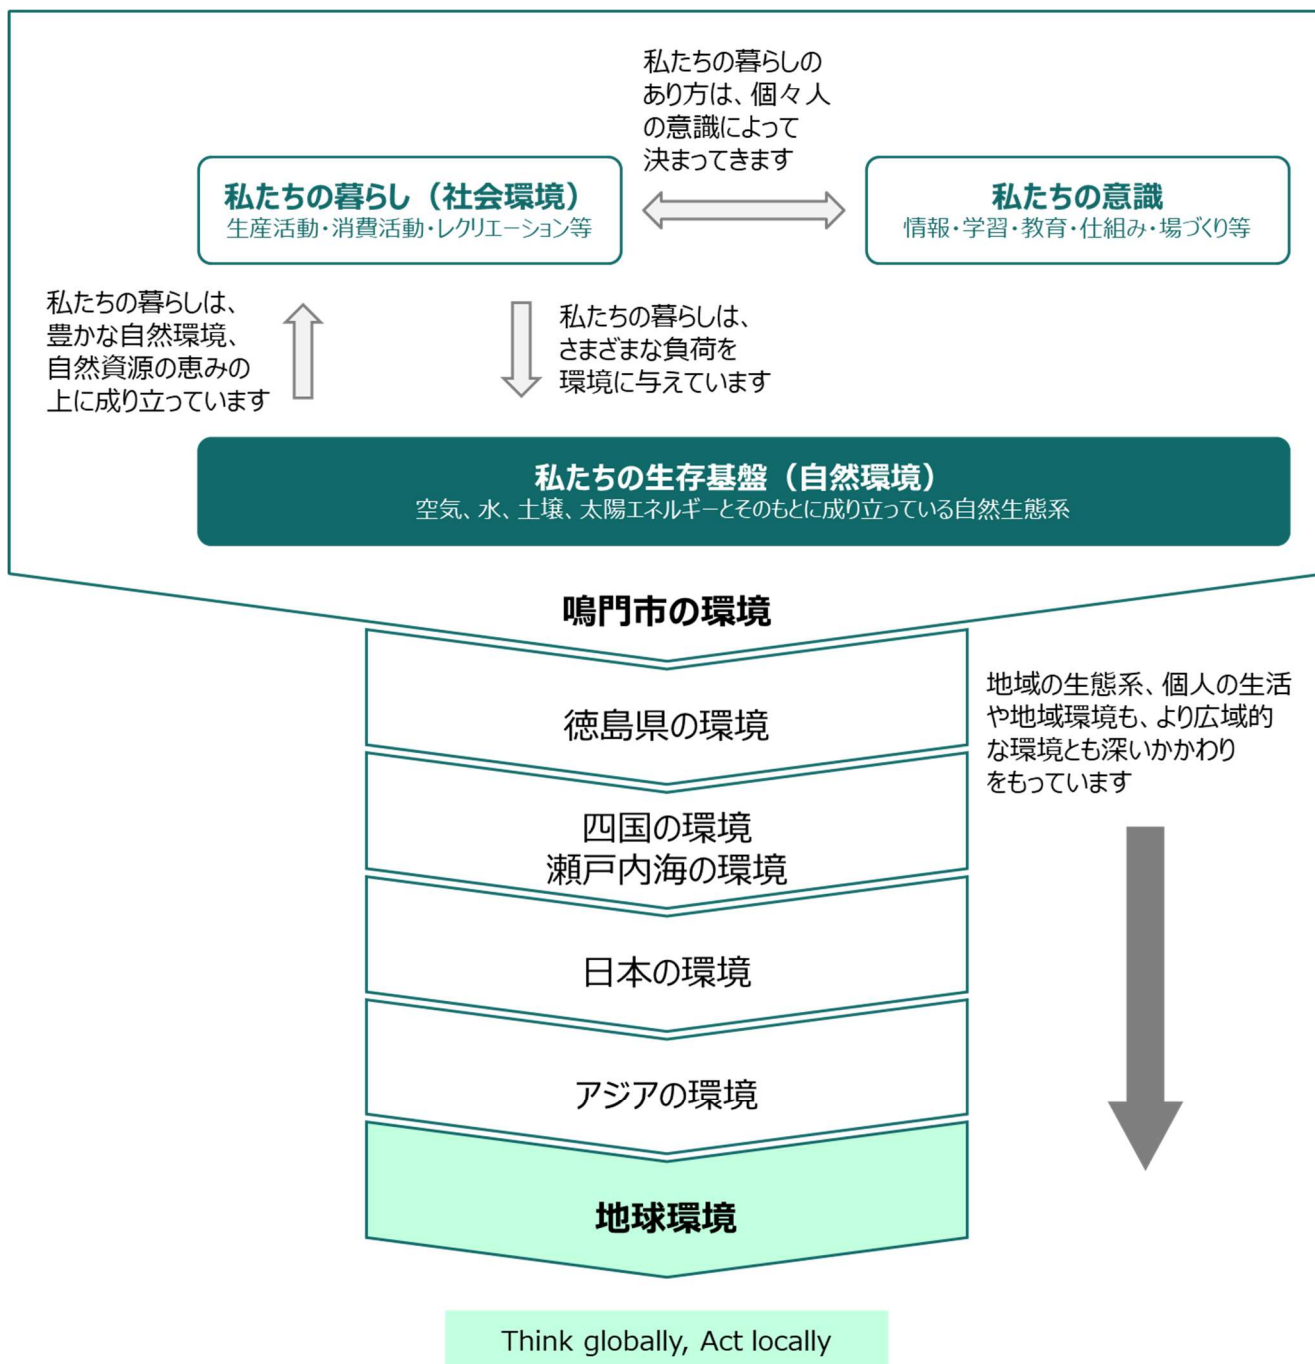 私たちの暮らしの
あり方は、個々人
の意識によって
決まってきます
私たちの暮らし（社会環境）
生産活動・消費活動・レクリエーション等
私たちの意識
情報・学習・教育・仕組み・場づくり等
私たちの暮らしは、
豊かな自然環境、
自然資源の恵みの
上に成り立っています
私たちの暮らしは、
さまざまな負荷を
環境に与えています
私たちの生存基盤（自然環境）
空気、水、土壌、太陽エネルギーとそのもとに成り立っている自然生態系
鳴門市の環境
徳島県の環境
四国の環境
瀬戸内海の環境
日本の環境
アジアの環境
地球環境
地域の生態系、個人の生活
や地域環境も、より広域的
な環境とも深いかかわり
をもっています
Think globally, Act locally